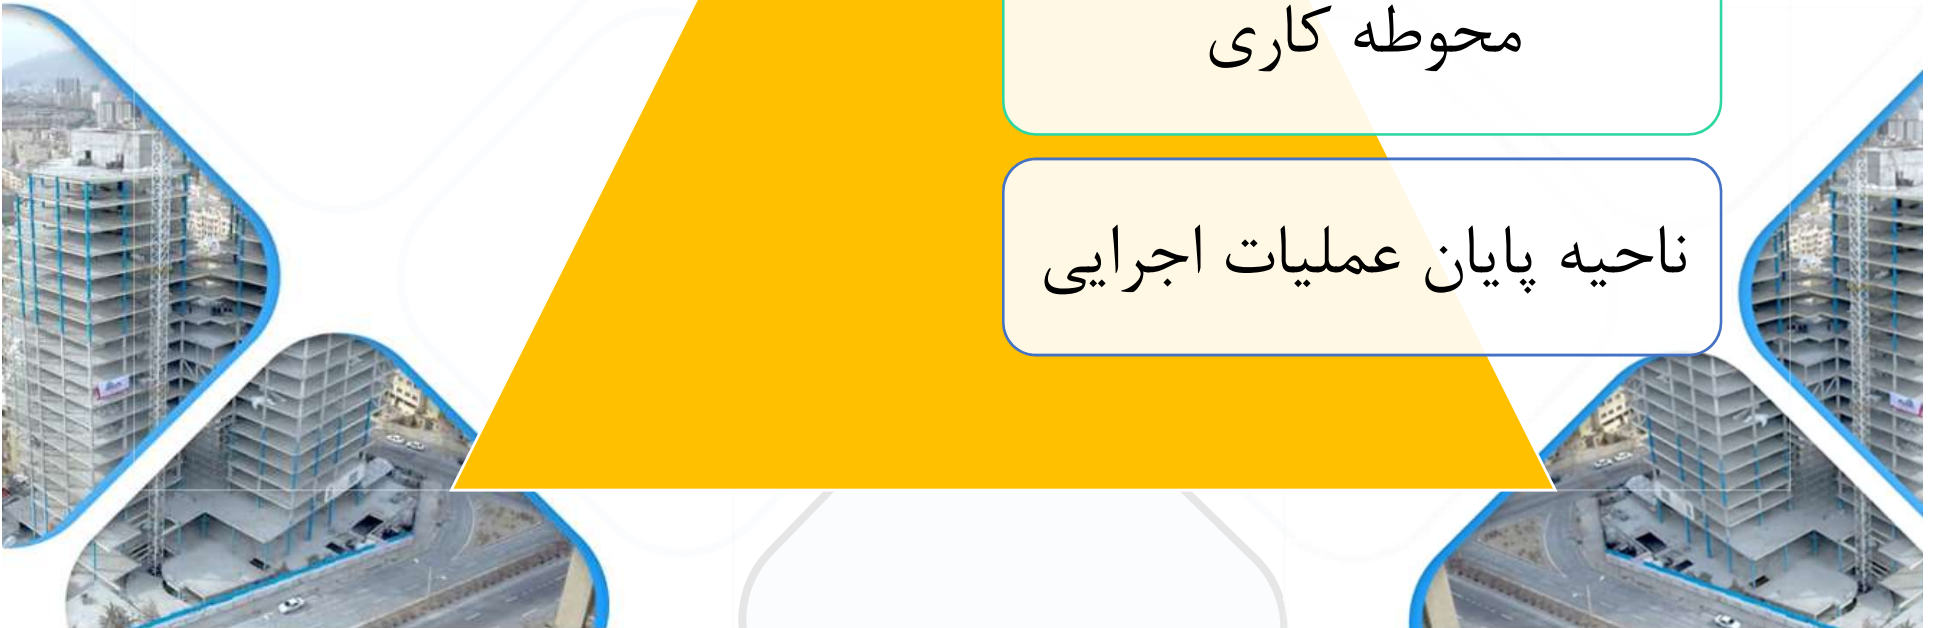 محوطه کاری
ناحیه پایان عملیات اجرایی